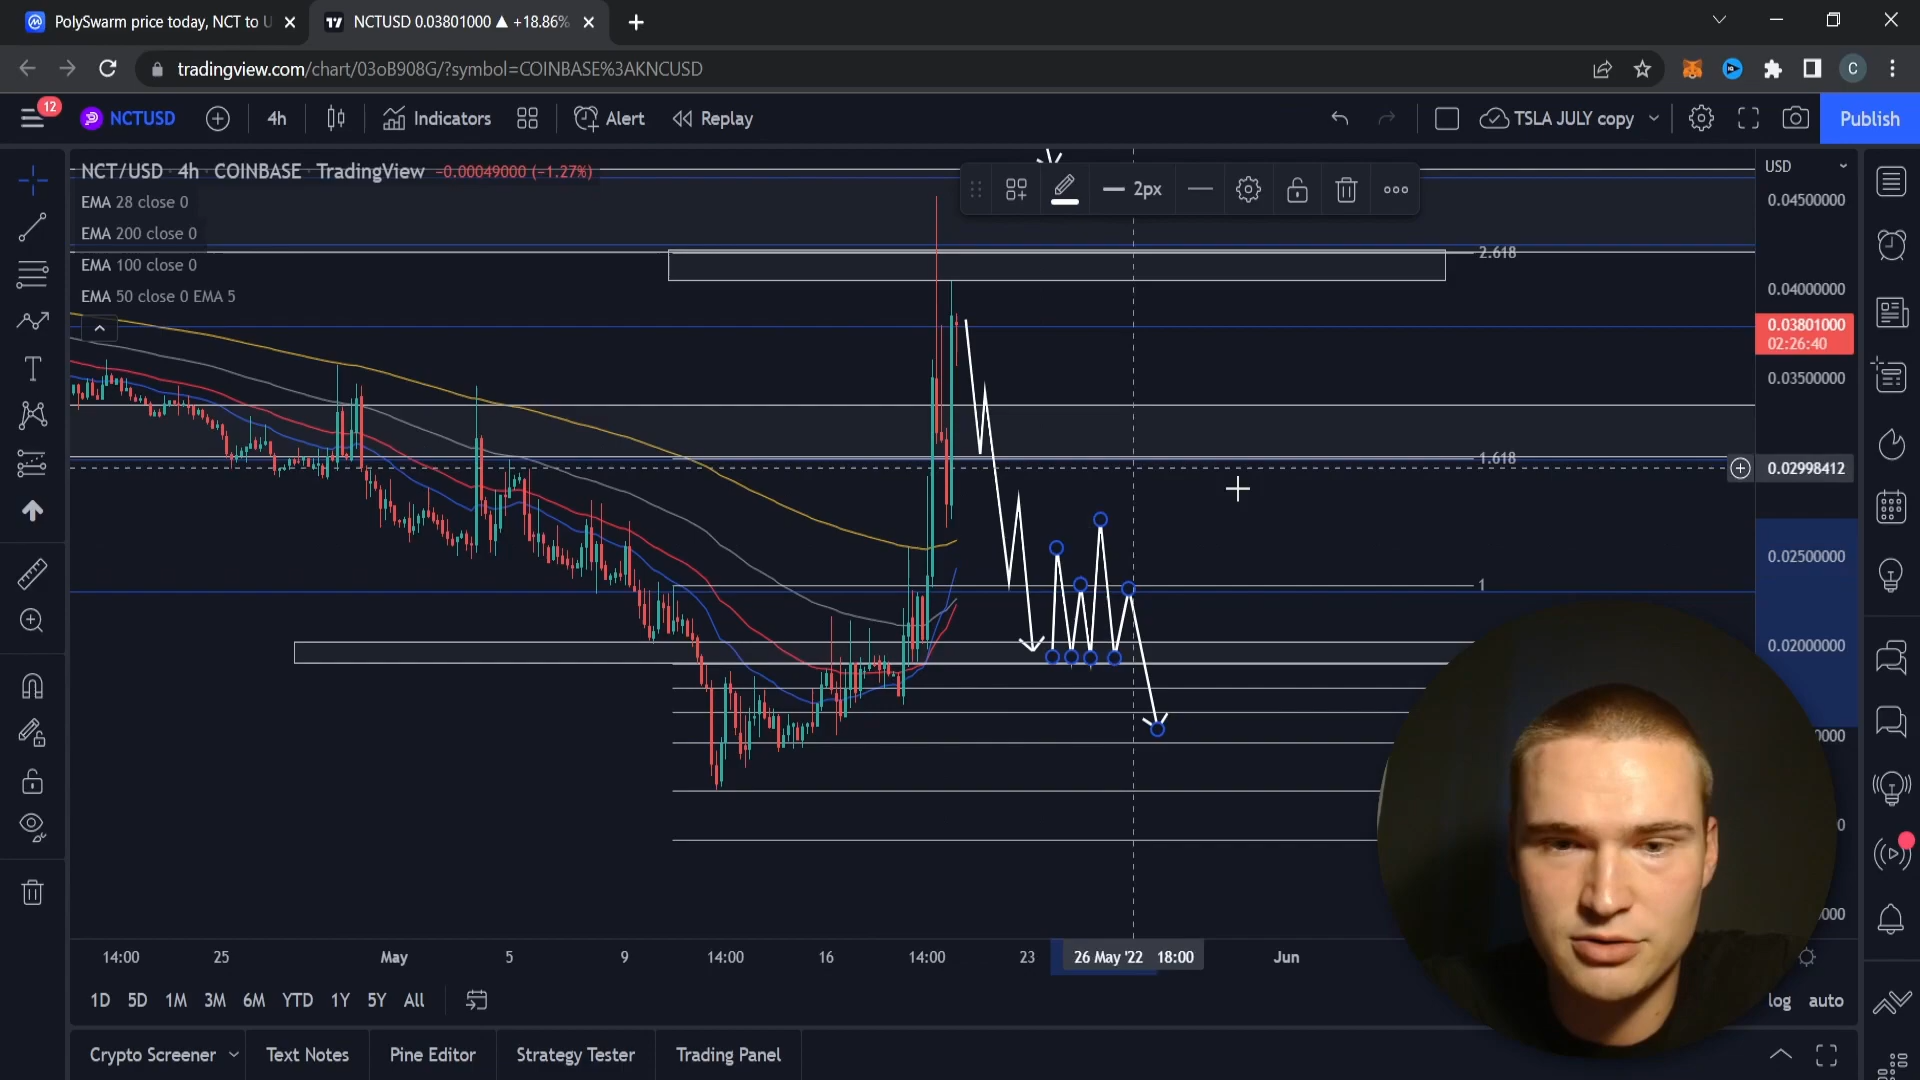 PolySwarm price today, NCT to U
NCTUSD 0.03801000 ▲ +18.86%
tradingview.com/chart/03oB908G/?symbol=COINBASE%3AKNCUSD
C
12
NCTUSD
4h
Indicators
Alert
Replay
TSLA JULY copy
Publish
NCT/USD 4h COINBASE TradingView −0.00049000 (−1.27%)
EMA 28 close 0
EMA 200 close 0
EMA 100 close 0
EMA 50 close 0 EMA 5
2px
USD
0.04500000
2.618
0.04000000
0.03801000
02:26:40
0.03500000
1.618
0.02998412
0.02500000
1
0.02000000
0000
0
0000
14:00
25
May
5
9
14:00
16
14:00
23
26 May '22 18:00
Jun
1D 5D 1M 3M 6M YTD 1Y 5Y All
log auto
Crypto Screener
Text Notes
Pine Editor
Strategy Tester
Trading Panel